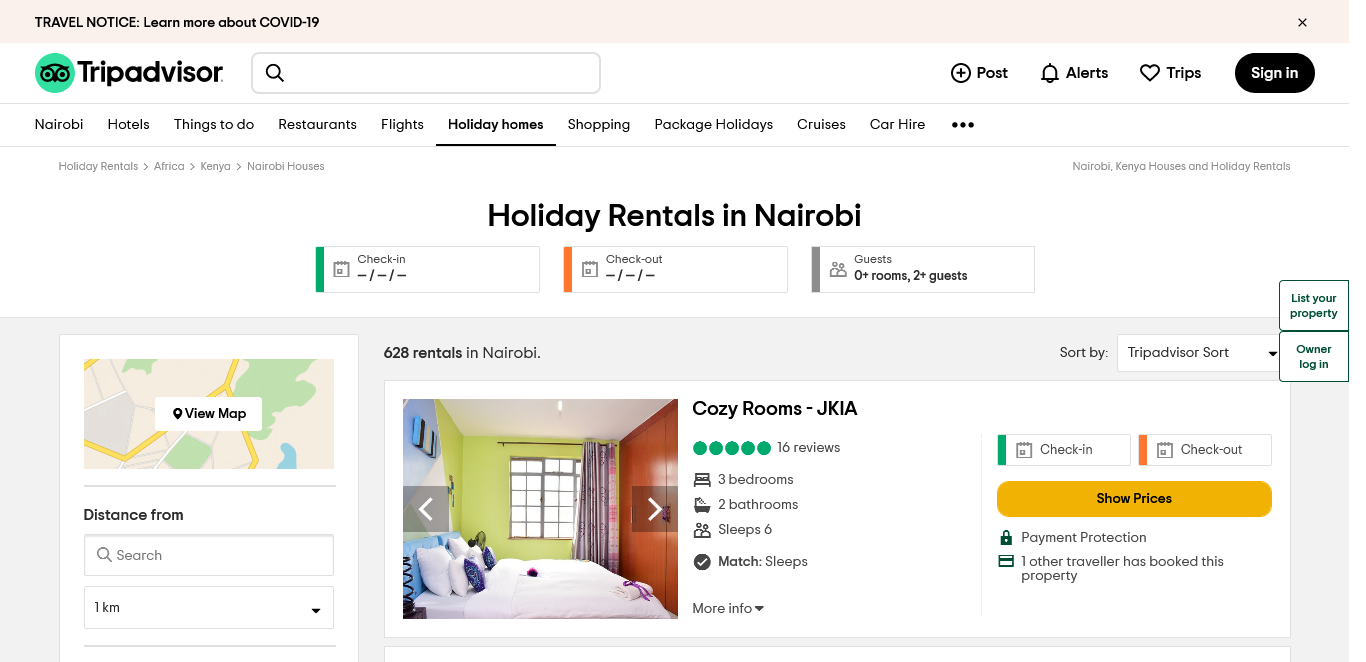 TRAVEL NOTICE: Learn more about COVID-19
Tripadvisor
Post
Alerts
Trips
Sign in
Nairobi
Hotels
Things to do
Restaurants
Flights
Holiday homes
Shopping
Package Holidays
Cruises
Car Hire
Holiday Rentals > Africa > Kenya > Nairobi Houses
Nairobi, Kenya Houses and Holiday Rentals
Holiday Rentals in Nairobi
Check-in
– / – / –
Check-out
– / – / –
Guests
0+ rooms, 2+ guests
List your
property
Owner
log in
View Map
Distance from
Search
1 km
628 rentals in Nairobi.
Sort by:
Tripadvisor Sort
Cozy Rooms - JKIA
16 reviews
3 bedrooms
2 bathrooms
Sleeps 6
Match: Sleeps
More info
Check-in
Check-out
Show Prices
Payment Protection
1 other traveller has booked this
property